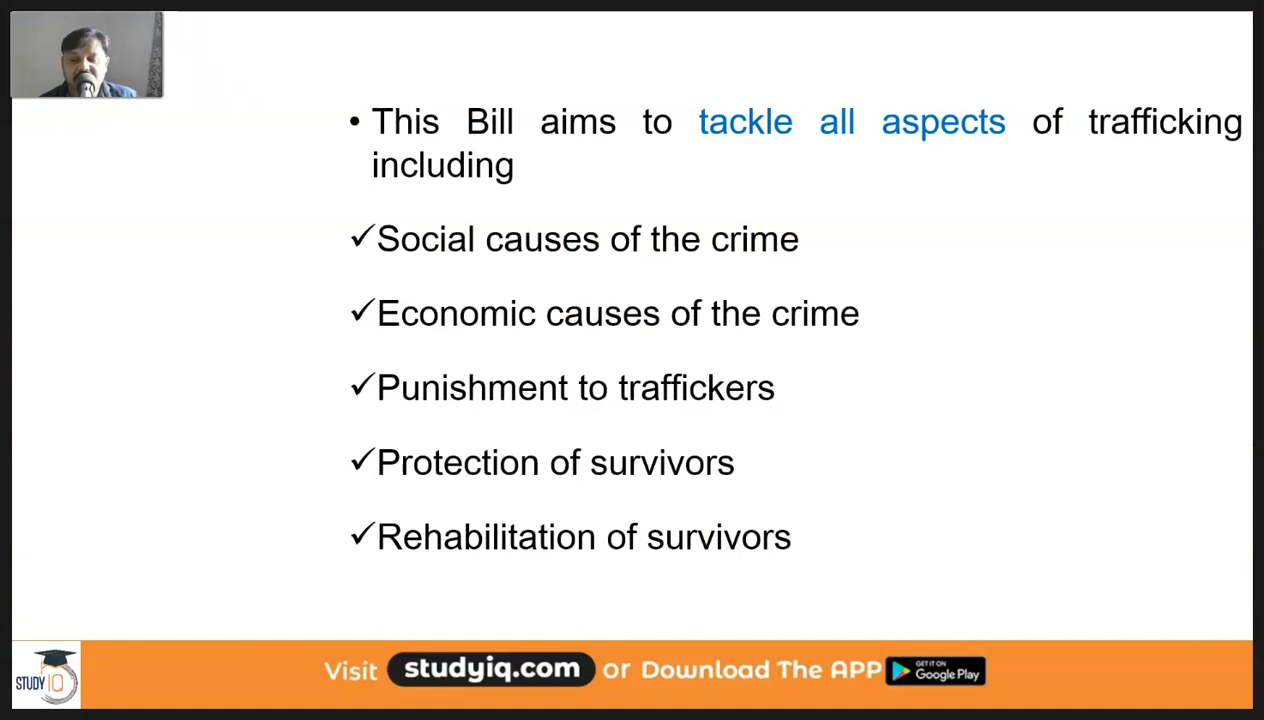 • This Bill aims to tackle all aspects of trafficking
including
✓Social causes of the crime
✓Economic causes of the crime
✓Punishment to traffickers
✓Protection of survivors
✓Rehabilitation of survivors
STUDY IQ
Visit studyiq.com or Download The APP GET IT ON Google Play